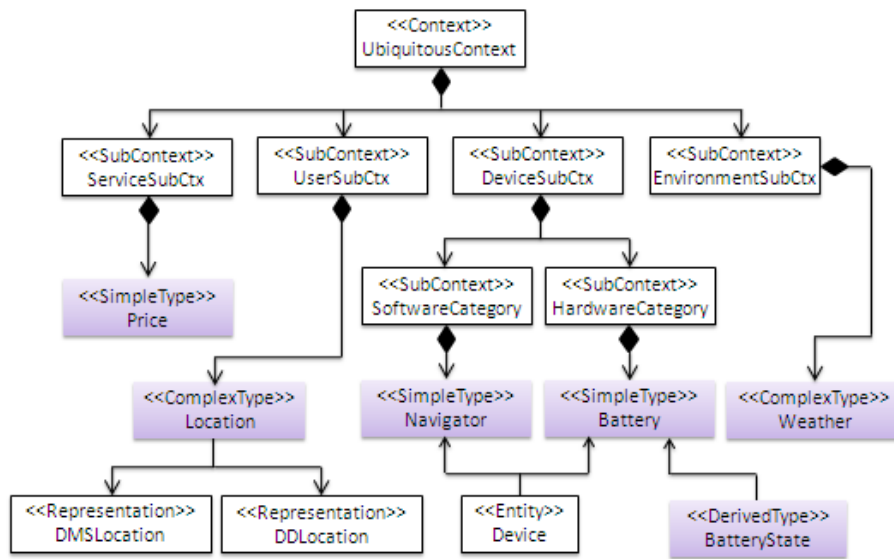 <<Context>>
UbiquitousContext
<<SubContext>>
ServiceSubCtx
<<SubContext>>
UserSubCtx
<<SubContext>>
DeviceSubCtx
<<SubContext>>
EnvironmentSubCtx
<<SimpleType>>
Price
<<SubContext>>
SoftwareCategory
<<SubContext>>
HardwareCategory
<<ComplexType>>
Location
<<SimpleType>>
Navigator
<<SimpleType>>
Battery
<<ComplexType>>
Weather
<<Representation>>
DMSLocation
<<Representation>>
DDLocation
<<Entity>>
Device
<<DerivedType>>
BatteryState